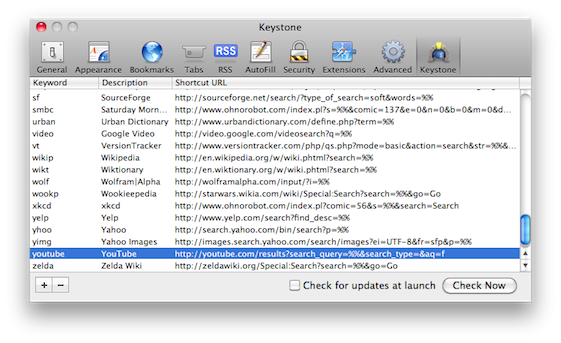 Keystone
General Appearance Bookmarks Tabs RSS AutoFill Security Extensions Advanced Keystone
RSS
Keyword Description Shortcut URL
sf SourceForge http://sourceforge.net/search/?type_of_search=soft&words=%%
smbc Saturday Morn... http://www.ohnorobot.com/index.pl?s=%%&comic=137&e=0&n=0&b=0&m=0&d=0...
urban Urban Dictionary http://www.urbandictionary.com/define.php?term=%%
video Google Video http://video.google.com/videosearch?q=%%
vt VersionTracker http://www.versiontracker.com/php/qs.php?mode=basic&action=search&str=%%&...
wikip Wikipedia http://en.wikipedia.org/w/wiki.phtml?search=%%
wikt Wiktionary http://en.wiktionary.org/w/wiki.phtml?search=%%
wolf Wolfram|Alpha http://wolframalpha.com/input/?i=%%
wookp Wookieepedia http://starwars.wikia.com/wiki/Special:Search?search=%%&go=Go
xkcd xkcd http://www.ohnorobot.com/index.pl?comic=56&s=%%&search=Search
yelp Yelp http://www.yelp.com/search?find_desc=%%
yhoo Yahoo http://search.yahoo.com/bin/search?p=%%
yimg Yahoo Images http://images.search.yahoo.com/search/images?ei=UTF-8&fr=sfp&p=%%
youtube YouTube http://youtube.com/results?search_query=%%&search_type=&aq=f
zelda Zelda Wiki http://zeldawiki.org/Special:Search?search=%%&go=Go
+ − Check for updates at launch Check Now